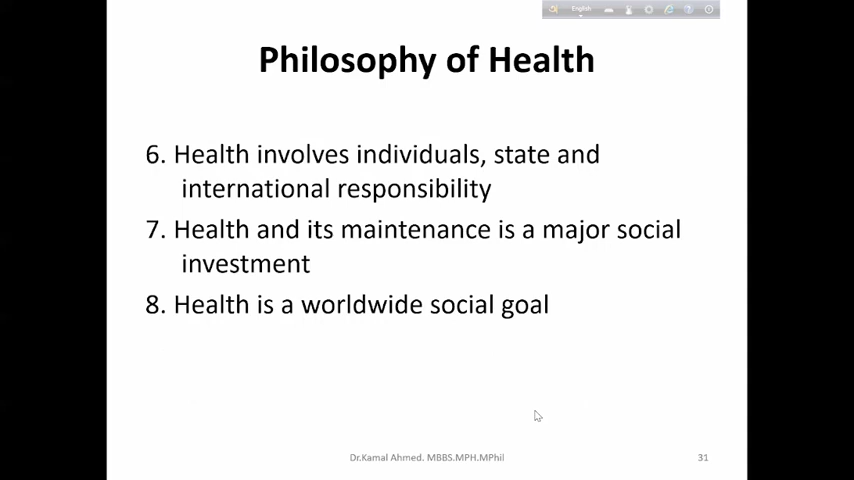 English
Philosophy of Health
6. Health involves individuals, state and
international responsibility
7. Health and its maintenance is a major social
investment
8. Health is a worldwide social goal
Dr.Kamal Ahmed. MBBS.MPH.MPhil
31